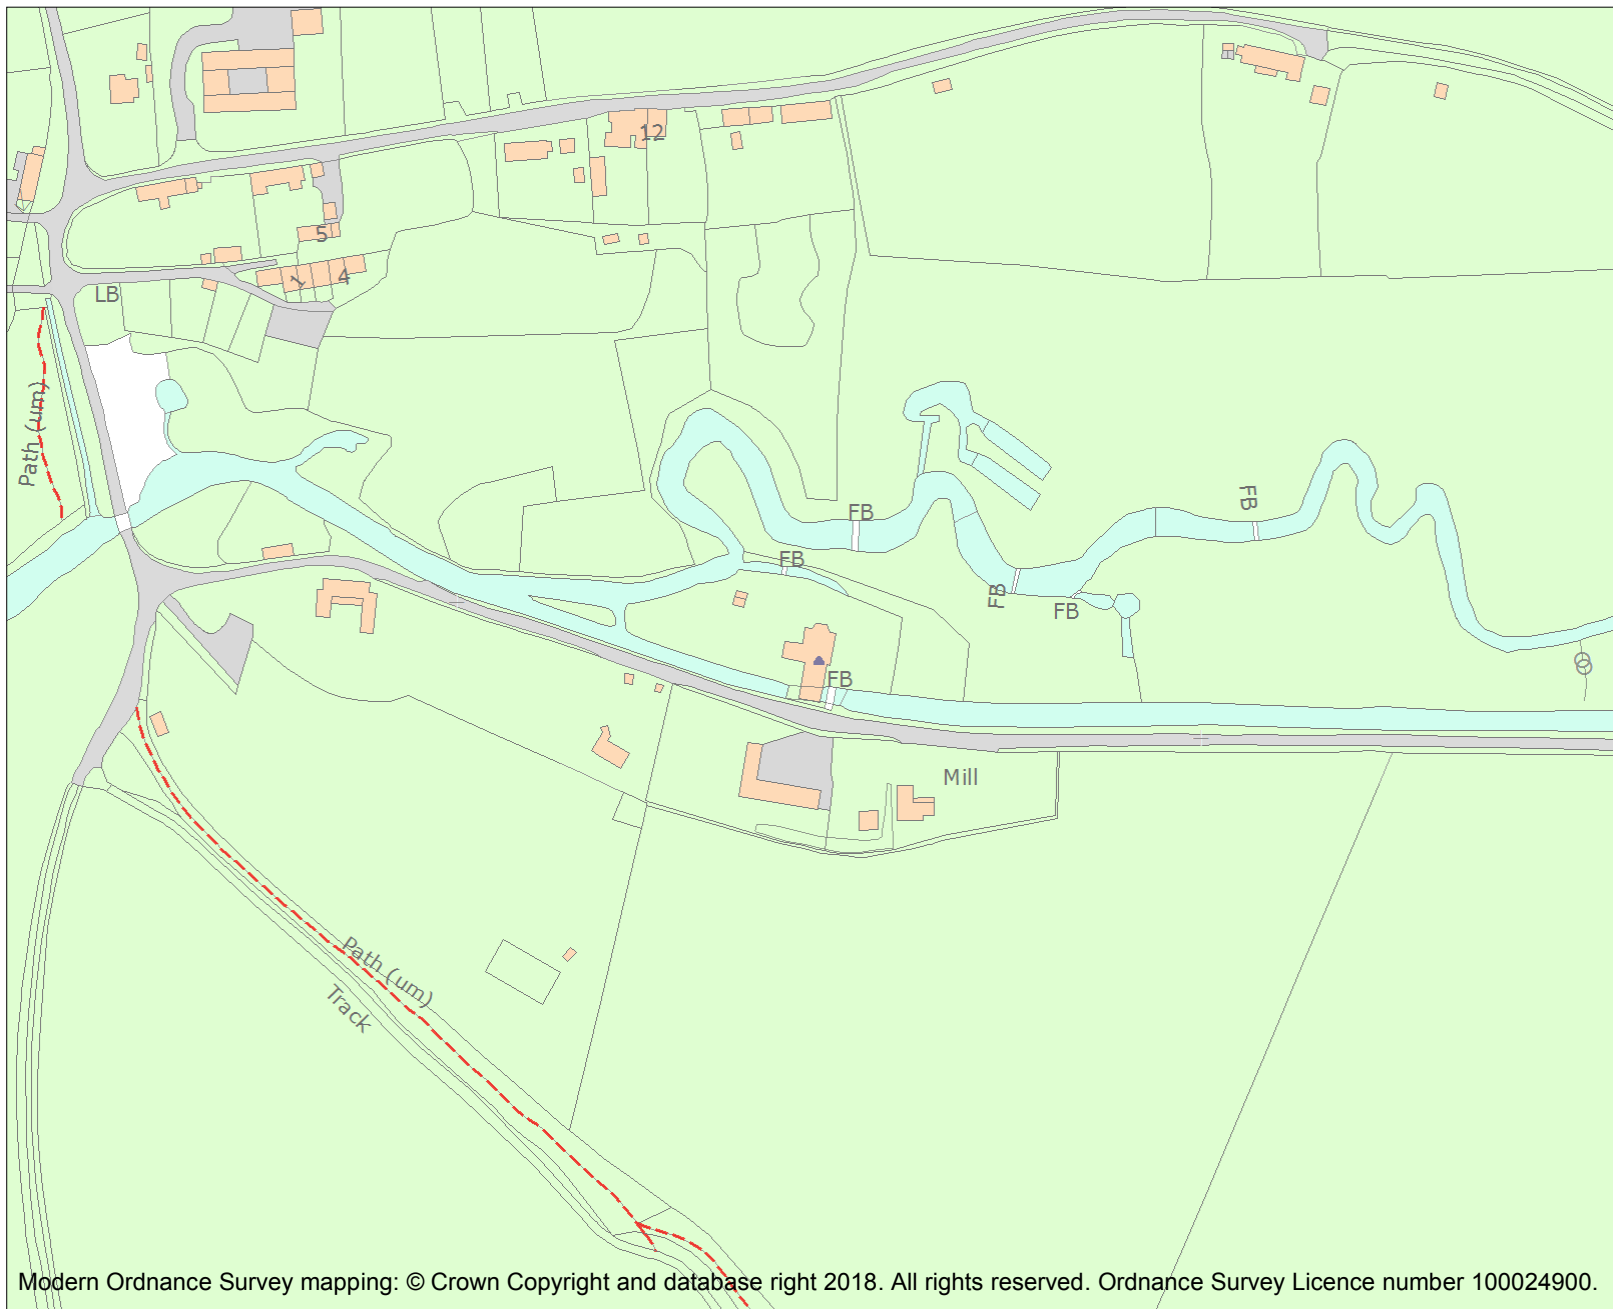 12
5
1
4
LB
Path (um)
FB
FB
FB
FB
FB
FB
Mill
Path (um)
Track
Modern Ordnance Survey mapping: © Crown Copyright and database right 2018. All rights reserved. Ordnance Survey Licence number 100024900.